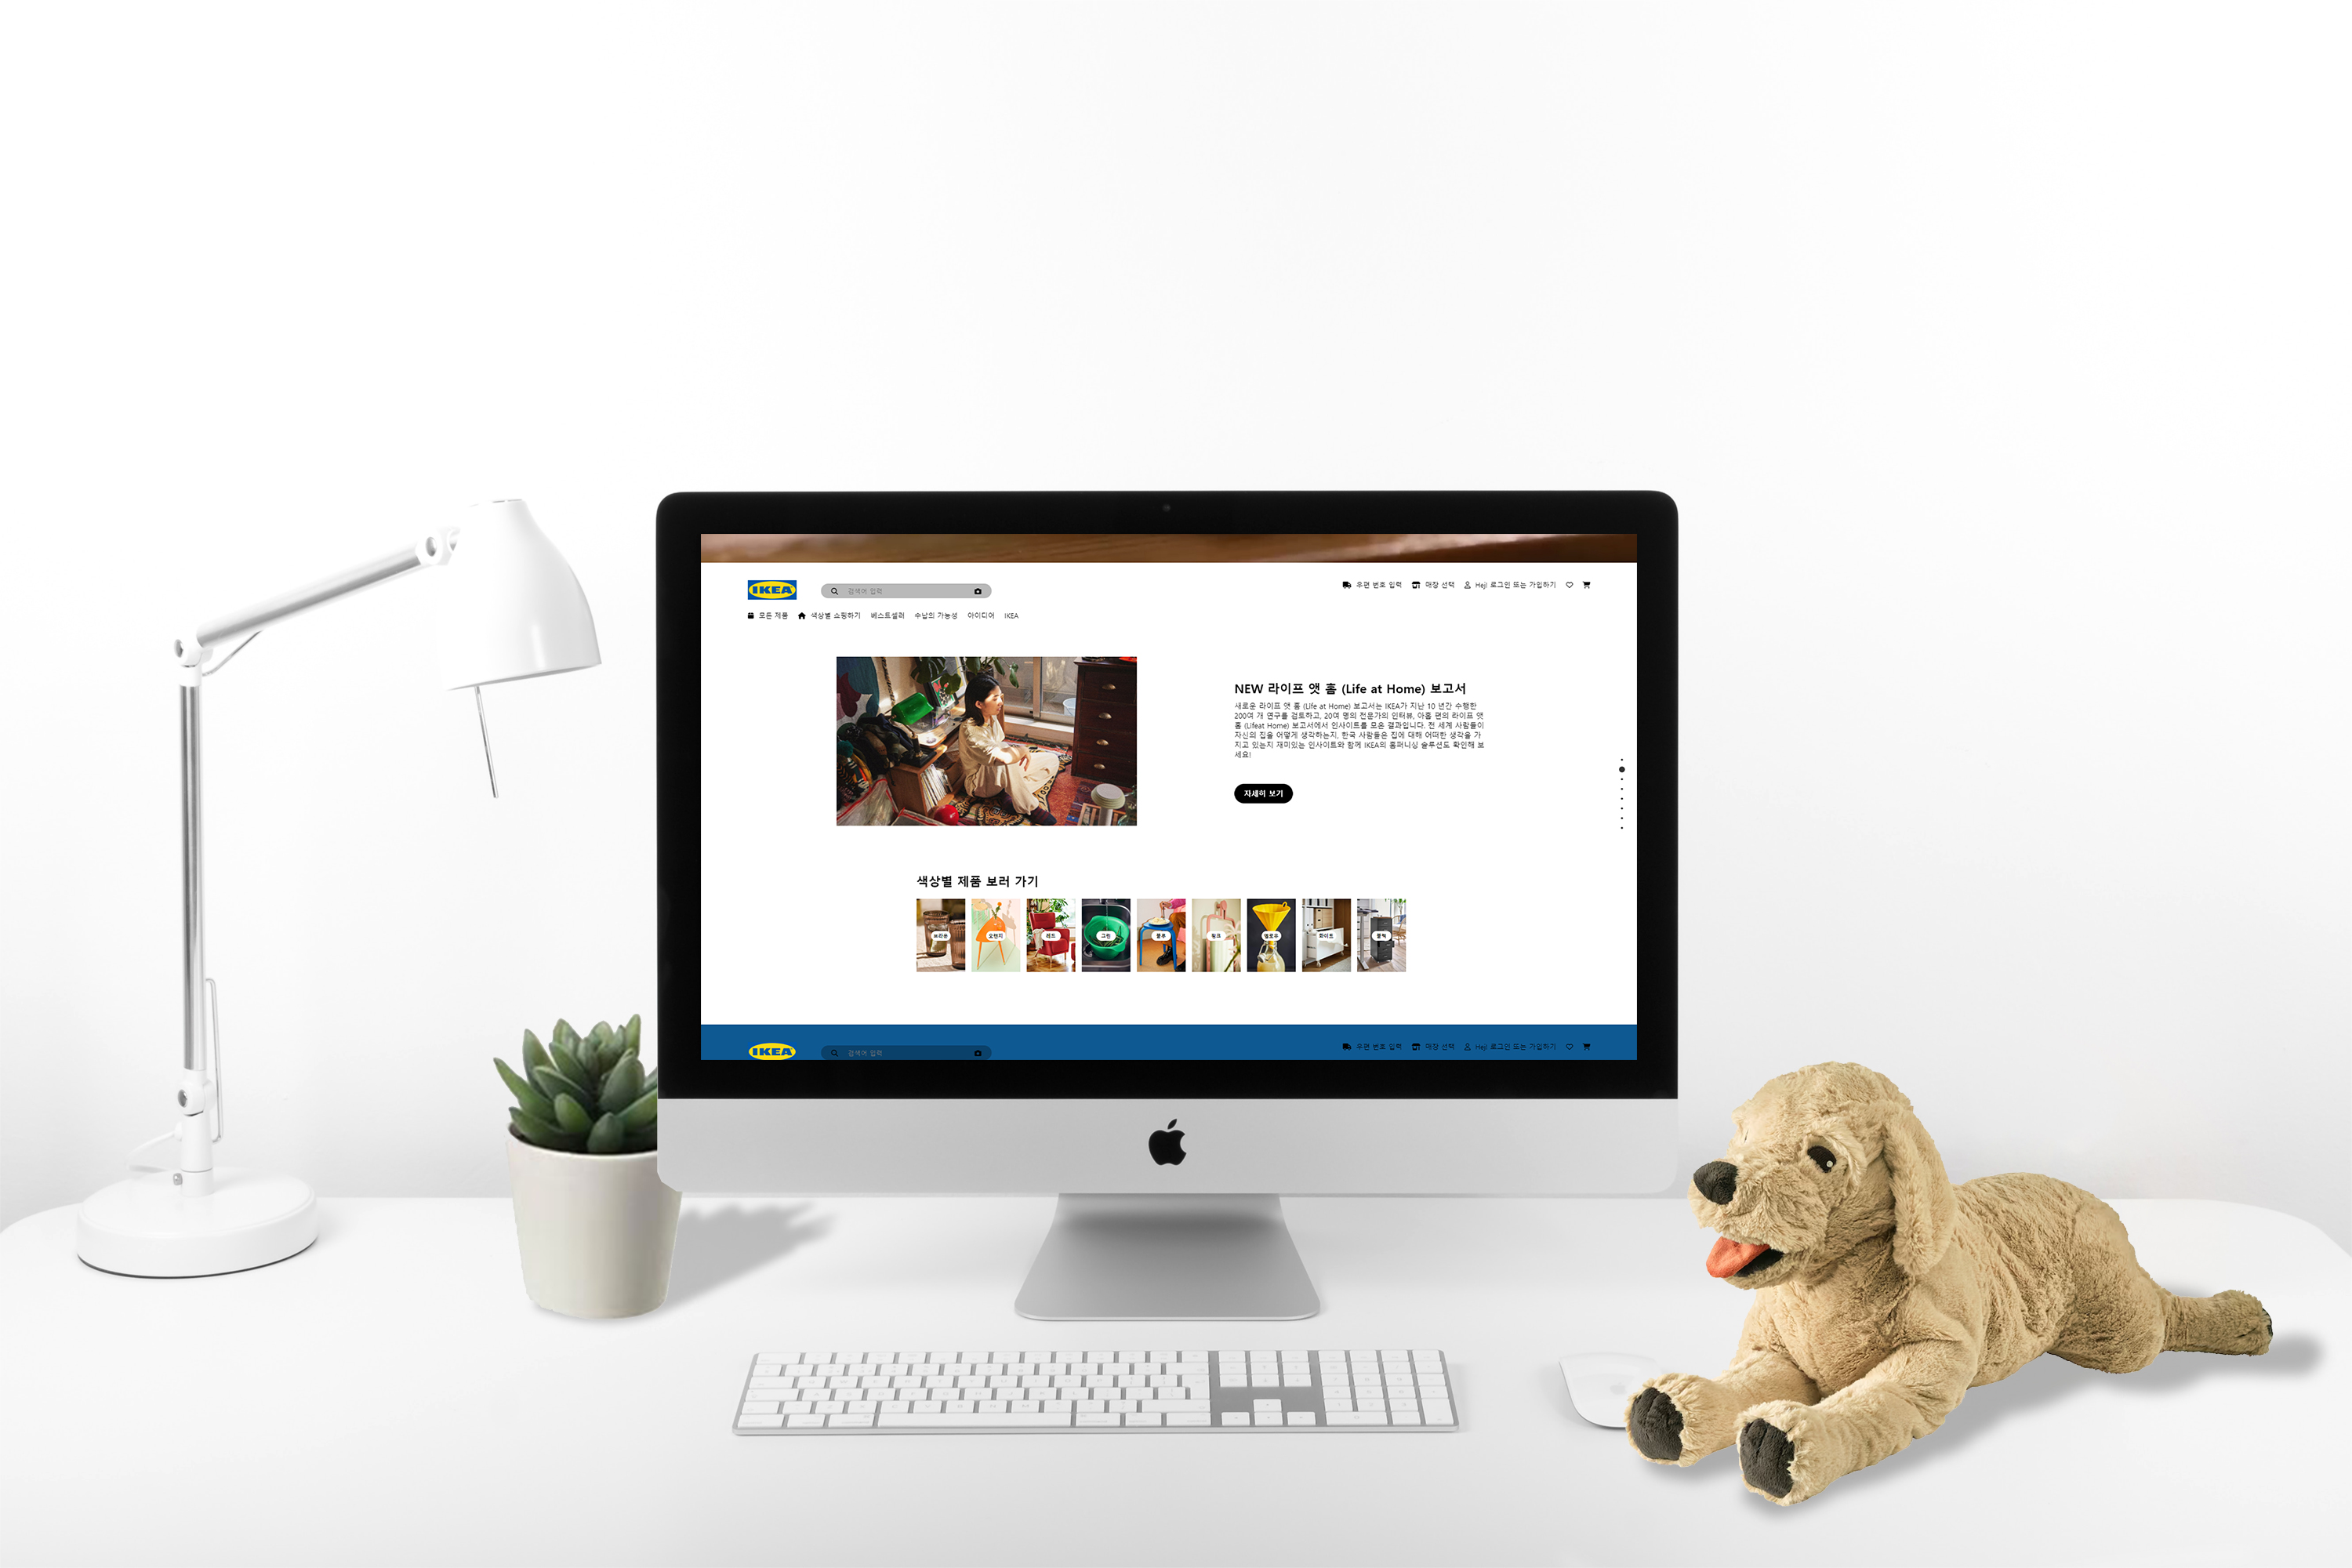 IKEA
검색어 입력
우편 번호 입력 매장 선택 Hej! 로그인 또는 가입하기
모든 제품 색상별 쇼핑하기 베스트셀러 수납의 가능성 아이디어 IKEA
NEW 라이프 앳 홈 (Life at Home) 보고서
새로운 라이프 앳 홈 (Life at Home) 보고서는 IKEA가 지난 10 년간 수행한
200여 개 연구를 검토하고, 20여 명의 전문가의 인터뷰, 아홉 편의 라이프 앳
홈 (Lifeat Home) 보고서에서 인사이트를 모은 결과입니다. 전 세계 사람들이
자신의 집을 어떻게 생각하는지, 한국 사람들은 집에 대해 어떠한 생각을 가
지고 있는지 재미있는 인사이트와 함께 IKEA의 홈퍼니싱 솔루션도 확인해 보
세요!
자세히 보기
색상별 제품 보러 가기
브라운 오렌지 레드 그린 블루 핑크 옐로우 화이트 블랙
IKEA
검색어 입력
우편 번호 입력 매장 선택 Hej! 로그인 또는 가입하기